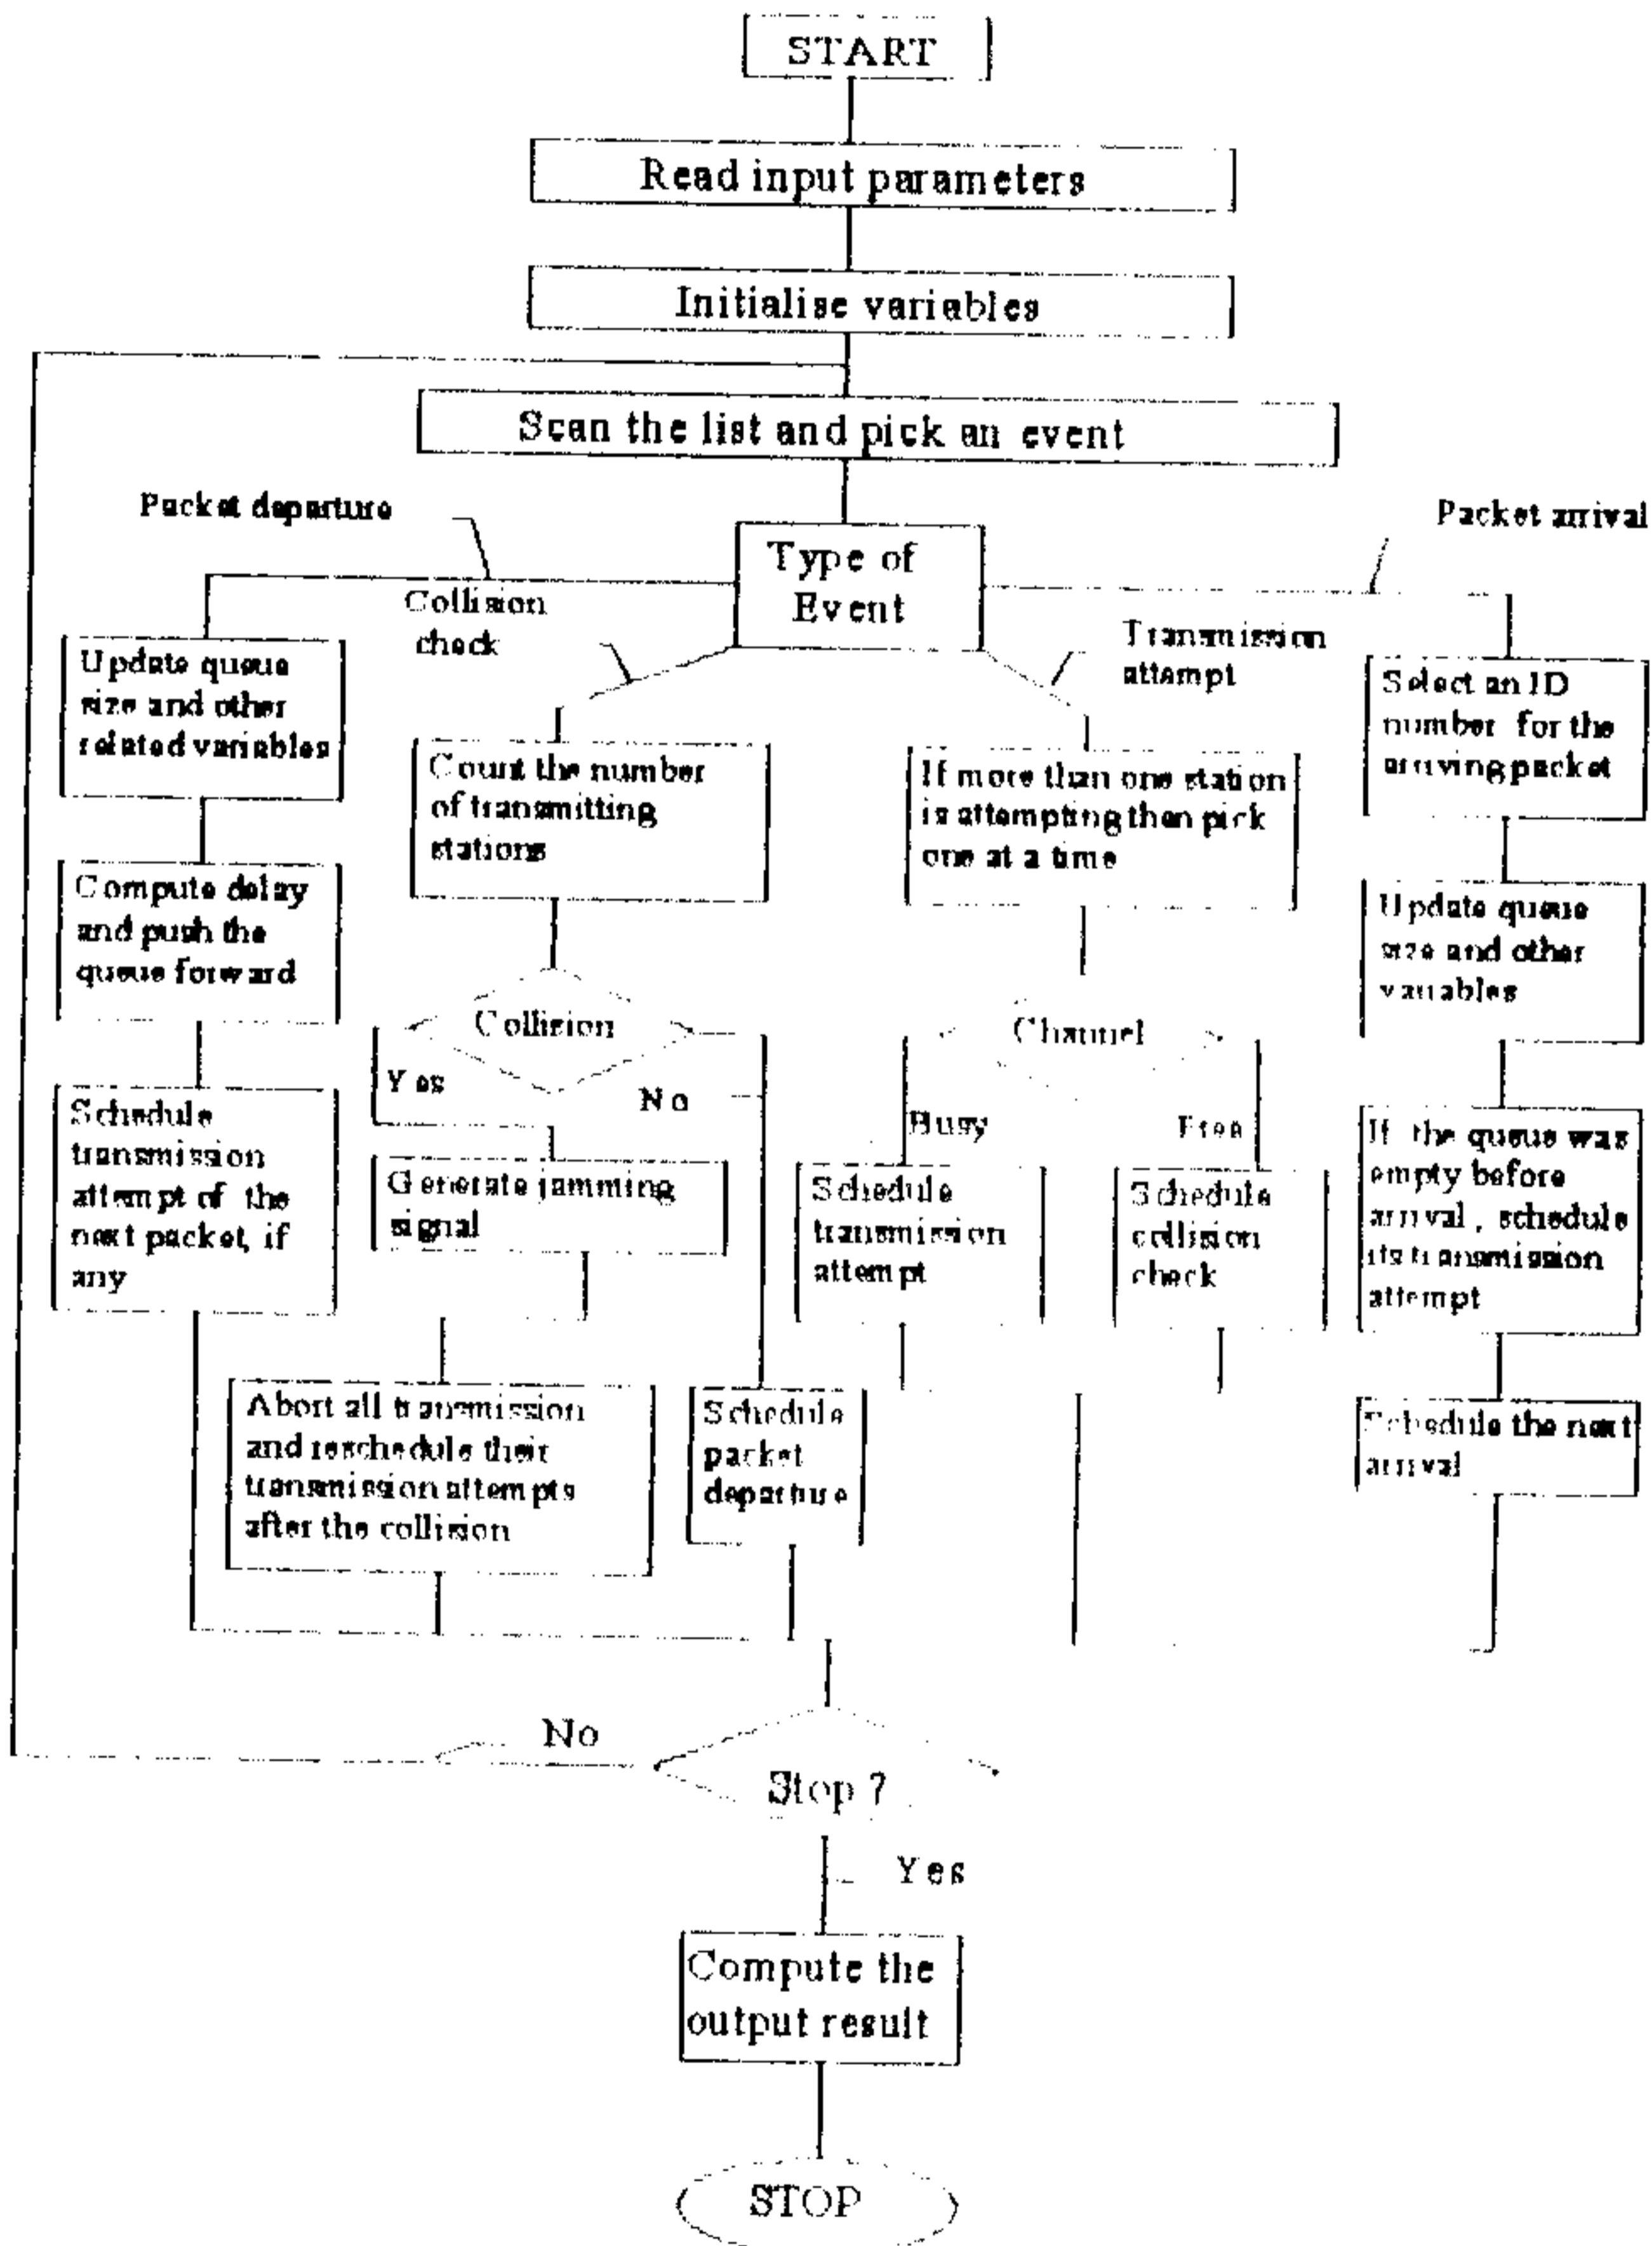 START
Read input parameters
Initialise variables
Scan the list and pick an event
Packet departure
Packet arrival
Type of
Event
Collision
check
Transmission
attempt
Update queue
size and other
related variables
Compute delay
and push the
queue forward
Schedule
transmission
attempt of the
next packet, if
any
Count the number
of transmitting
stations
Collision
Yes
No
Generate jamming
signal
Abort all transmission
and reschedule their
transmission attempts
after the collision
Schedule
packet
departure
If more than one station
is attempting then pick
one at a time
Channel
Busy
Free
Schedule
transmission
attempt
Schedule
collision
check
Select an ID
number for the
arriving packet
Update queue
size and other
variables
If the queue was
empty before
arrival, schedule
its transmission
attempt
Schedule the next
arrival
No
Stop ?
Yes
Compute the
output result
STOP